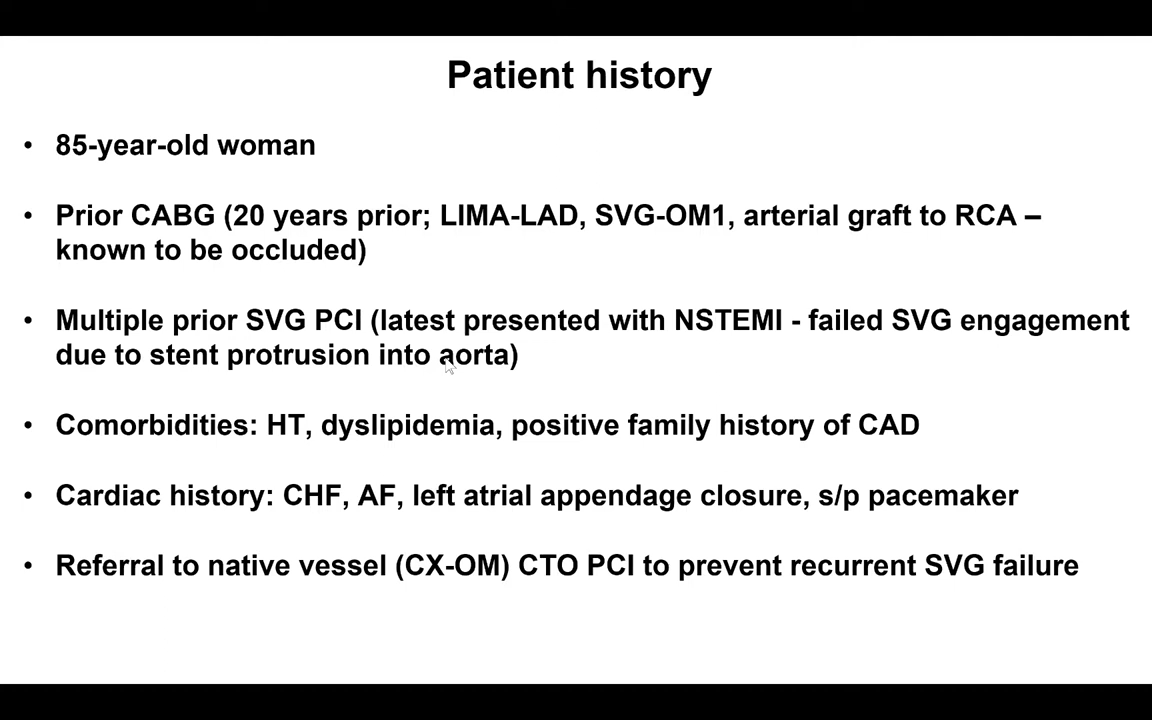 Patient history
• 85-year-old woman
• Prior CABG (20 years prior; LIMA-LAD, SVG-OM1, arterial graft to RCA –
known to be occluded)
• Multiple prior SVG PCI (latest presented with NSTEMI - failed SVG engagement
due to stent protrusion into aorta)
• Comorbidities: HT, dyslipidemia, positive family history of CAD
• Cardiac history: CHF, AF, left atrial appendage closure, s/p pacemaker
• Referral to native vessel (CX-OM) CTO PCI to prevent recurrent SVG failure